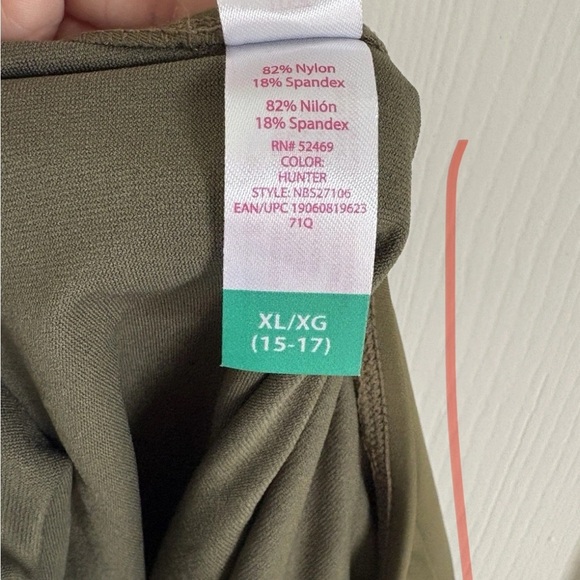 82% Nylon
18% Spandex
82% Nilón
18% Spandex
RN# 52469
COLOR:
HUNTER
STYLE: NBS27106
EAN/UPC 19060819623
71Q
XL/XG
(15-17)